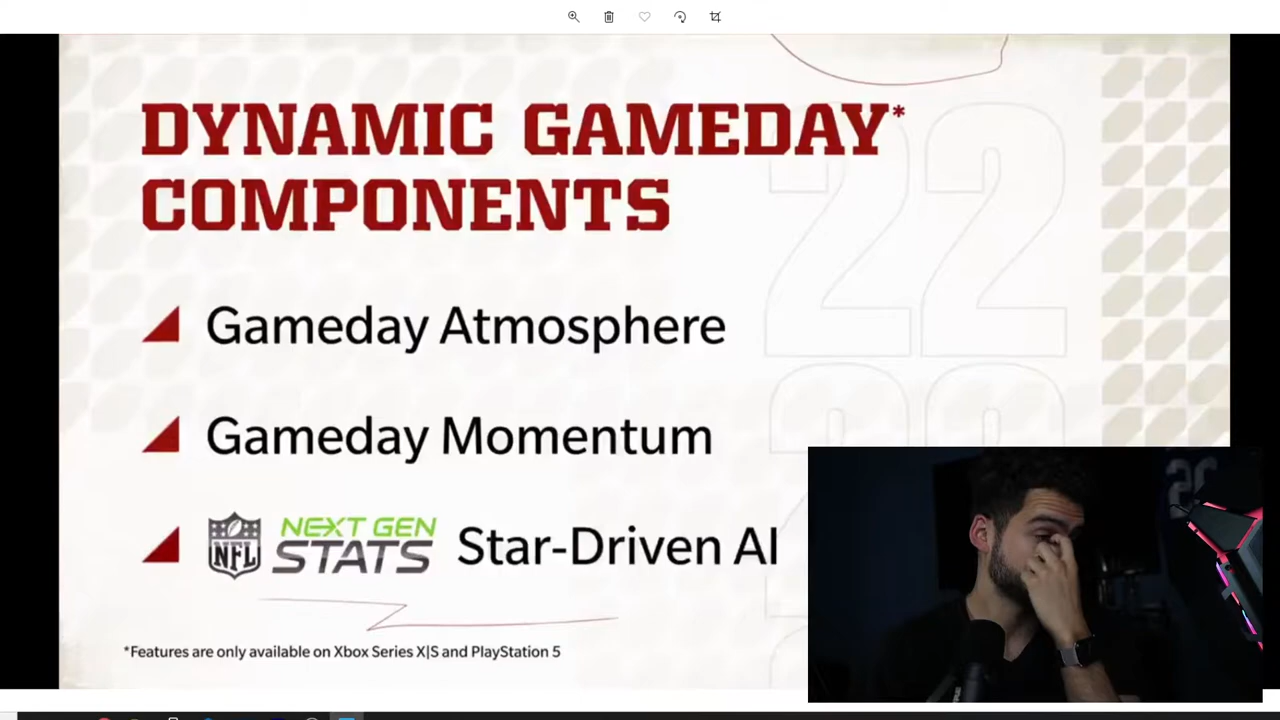 DYNAMIC GAMEDAY*
COMPONENTS
22
Gameday Atmosphere
Gameday Momentum
NFL NEXT GEN STATS Star-Driven AI
*Features are only available on Xbox Series X|S and PlayStation 5